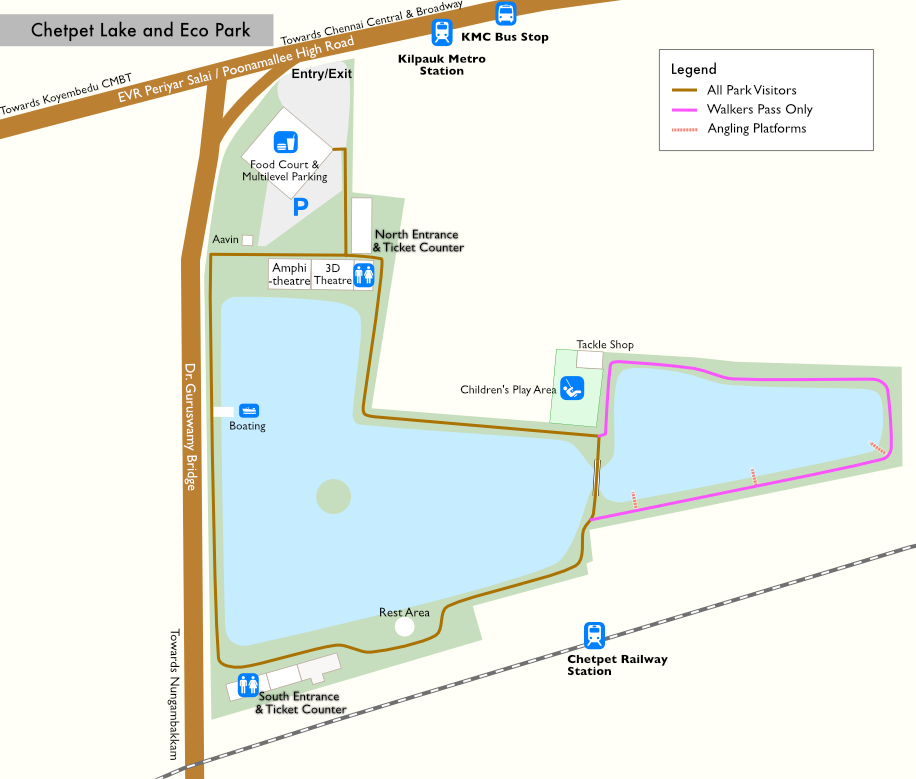 Chetpet Lake and Eco Park
Towards Chennai Central & Broadway
KMC Bus Stop
Kilpauk Metro
Station
EVR Periyar Salai / Poonamallee High Road
Towards Koyembedu CMBT
Entry/Exit
Legend
All Park Visitors
Walkers Pass Only
Angling Platforms
Food Court &
Multilevel Parking
P
Aavin
North Entrance
& Ticket Counter
Amphi
-theatre
3D
Theatre
Tackle Shop
Children's Play Area
Boating
Dr. Guruswamy Bridge
Rest Area
Towards Nungambakkam
South Entrance
& Ticket Counter
Chetpet Railway
Station